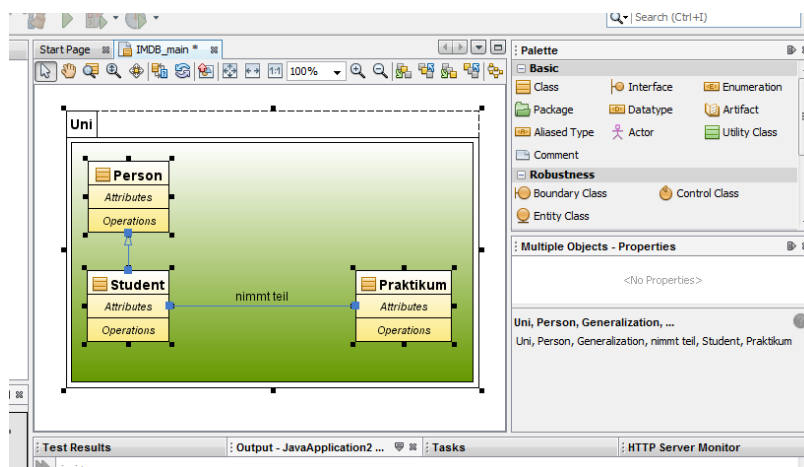 Search (Ctrl+I)
Start Page IMDB_main *
100%
Uni
Person
Attributes
Operations
Student
Attributes
Operations
nimmt teil
Praktikum
Attributes
Operations
Palette
Basic
Class Interface Enumeration
Package Datatype Artifact
Aliased Type Actor Utility Class
Comment
Robustness
Boundary Class Control Class
Entity Class
Multiple Objects - Properties
<No Properties>
Uni, Person, Generalization, ...
Uni, Person, Generalization, nimmt teil, Student, Praktikum
Test Results Output - JavaApplication2 ... Tasks HTTP Server Monitor